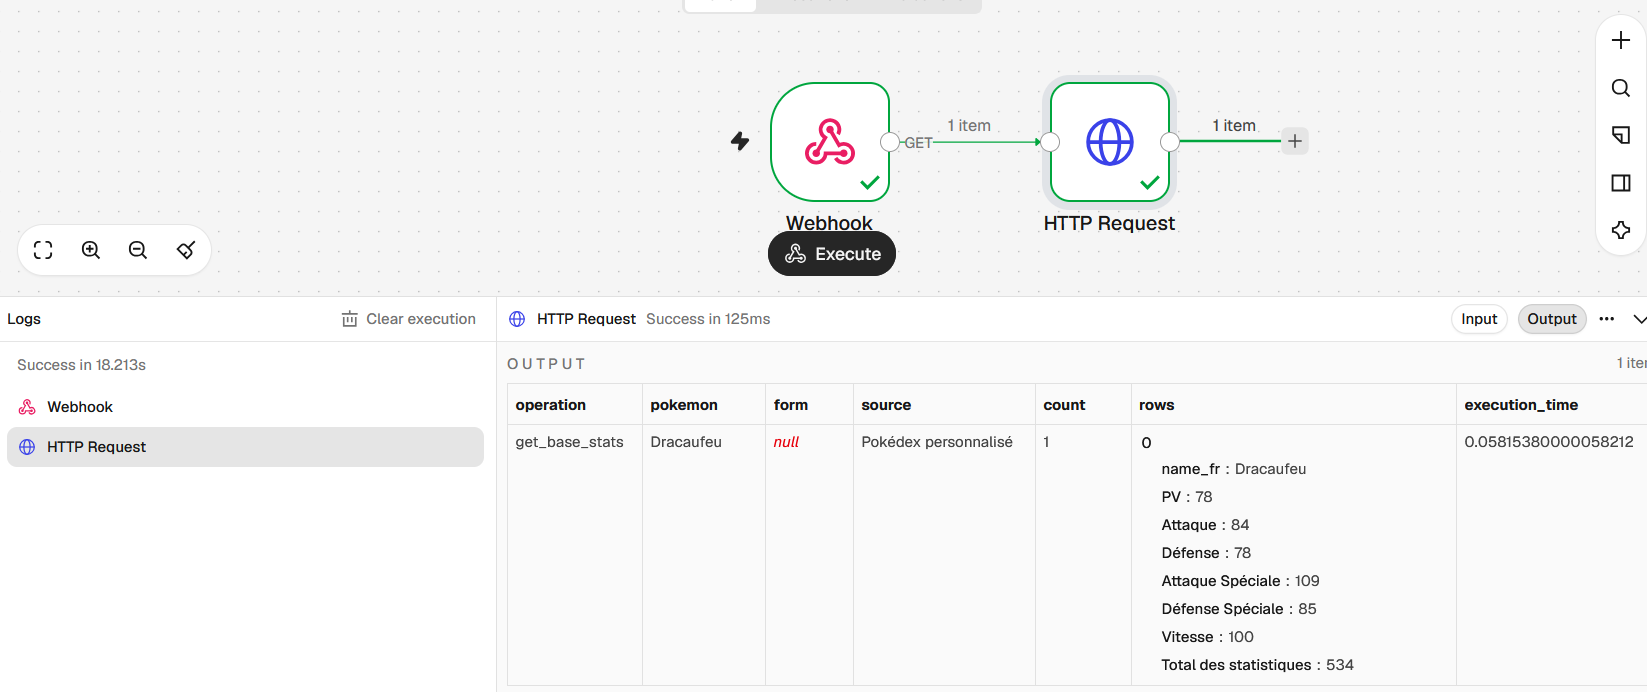 GET
1 item
1 item
Webhook
HTTP Request
Execute
Logs
Clear execution
HTTP Request Success in 125ms
Input
Output
Success in 18.213s
OUTPUT
Webhook
HTTP Request
operation pokemon form source count rows execution_time
get_base_stats Dracaufeu null Pokédex personnalisé 1 0 0.05815380000058212
name_fr : Dracaufeu
PV : 78
Attaque : 84
Défense : 78
Attaque Spéciale : 109
Défense Spéciale : 85
Vitesse : 100
Total des statistiques : 534